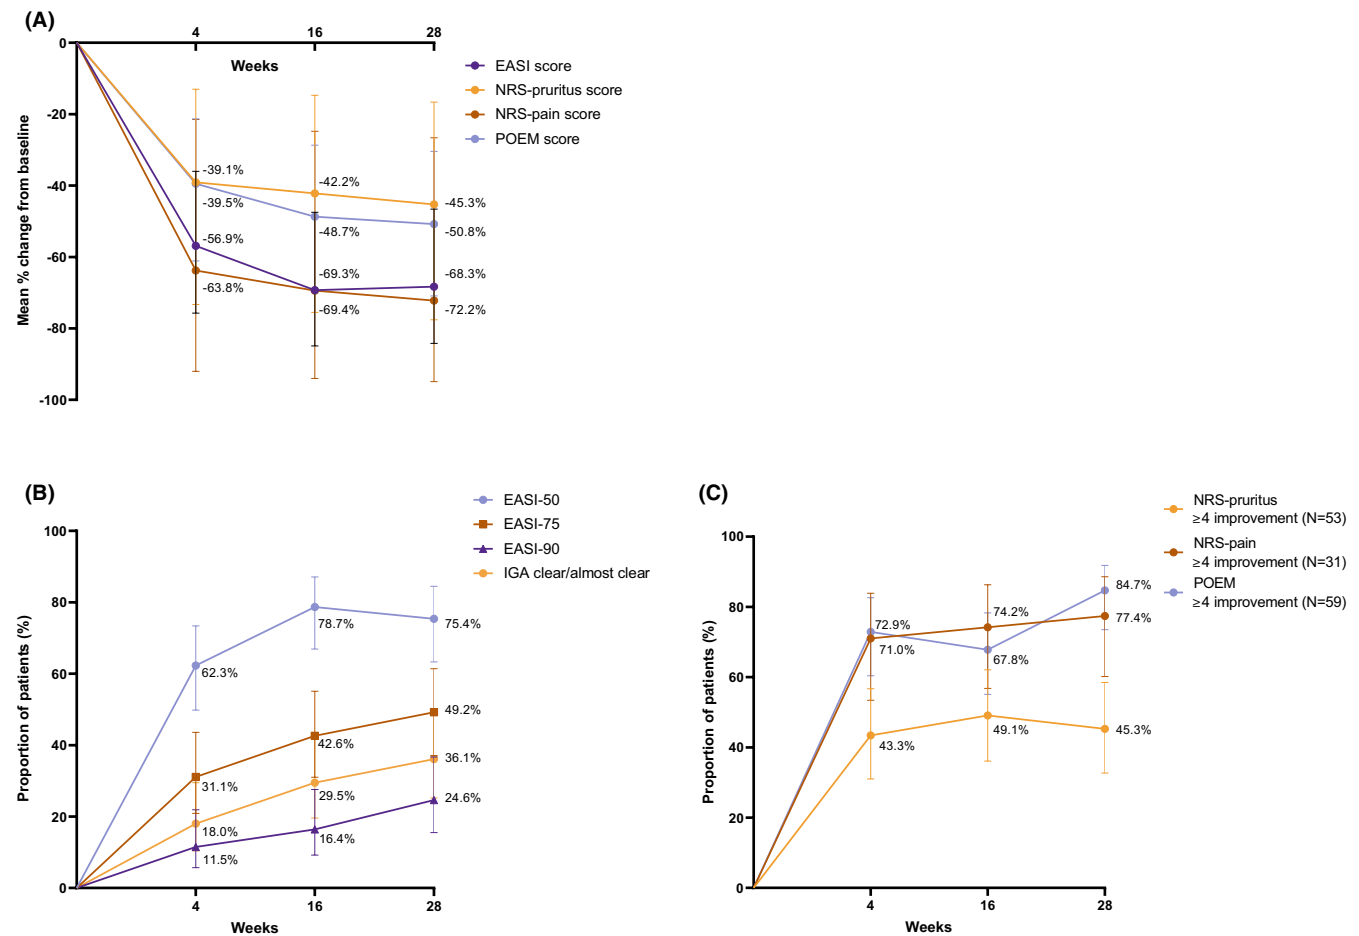 (A)
4 16 28
Weeks
0
-20
-40
-60
-80
-100
Mean % change from baseline
EASI score
NRS-pruritus score
NRS-pain score
POEM score
-39.1%
-39.5%
-56.9%
-63.8%
-42.2%
-48.7%
-69.3%
-69.4%
-45.3%
-50.8%
-68.3%
-72.2%
(B)
100
80
60
40
20
0
Proportion of patients (%)
EASI-50
EASI-75
EASI-90
IGA clear/almost clear
62.3%
31.1%
18.0%
11.5%
78.7%
42.6%
29.5%
16.4%
75.4%
49.2%
36.1%
24.6%
4 16 28
Weeks
(C)
100
80
60
40
20
0
Proportion of patients (%)
NRS-pruritus
≥4 improvement (N=53)
NRS-pain
≥4 improvement (N=31)
POEM
≥4 improvement (N=59)
72.9%
71.0%
43.3%
74.2%
67.8%
49.1%
84.7%
77.4%
45.3%
4 16 28
Weeks